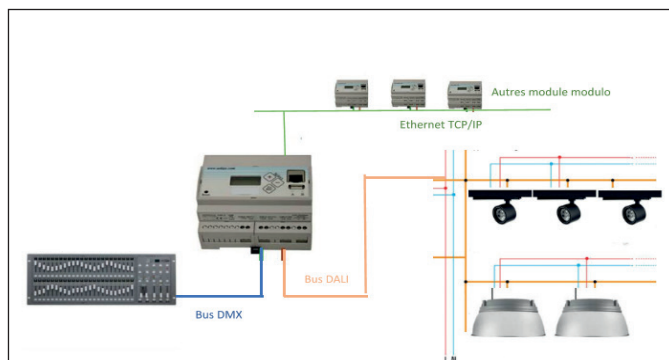 Autres module modulo
Ethernet TCP/IP
Bus DALI
Bus DMX
N